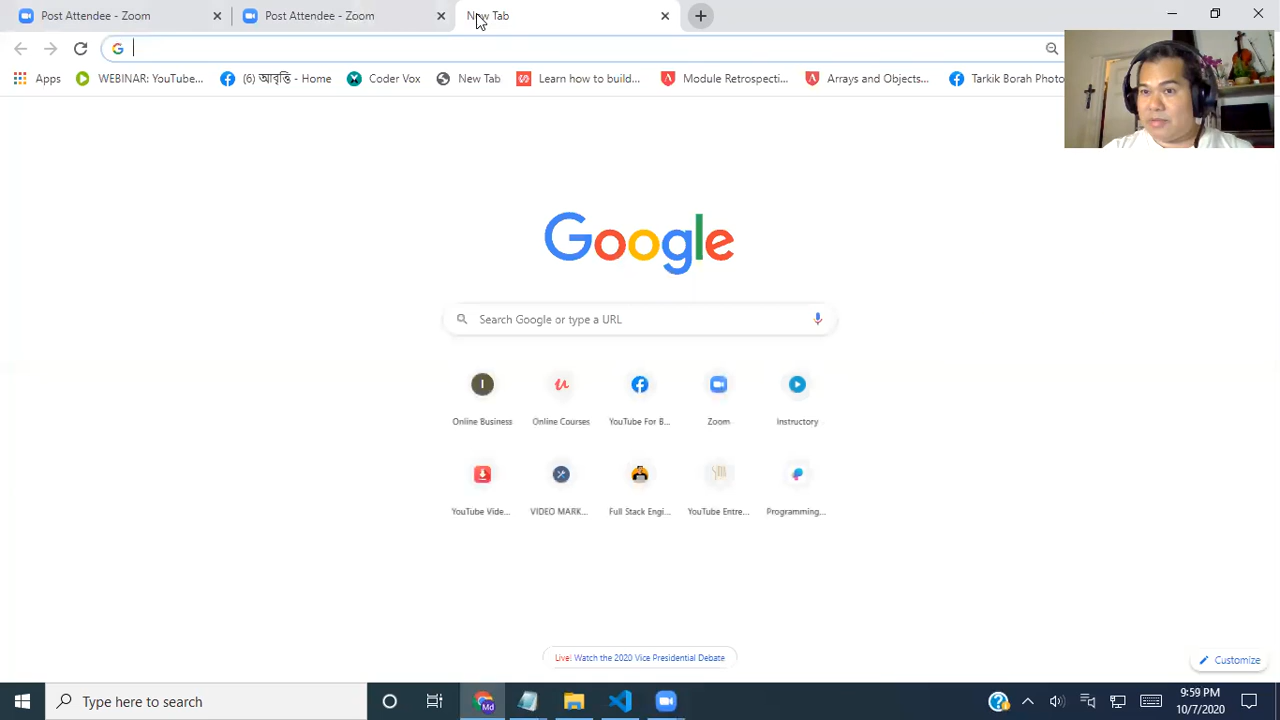 Post Attendee - Zoom
Post Attendee - Zoom
New Tab
Apps
WEBINAR: YouTube...
(6) আবৃত্তি - Home
Coder Vox
New Tab
Learn how to build...
Module Retrospecti...
Arrays and Objects...
Tarkik Borah Photo
Google
Search Google or type a URL
Online Business
Online Courses
YouTube For B...
Zoom
Instructory
YouTube Vide...
VIDEO MARK...
Full Stack Engi...
YouTube Entre...
Programming...
Live! Watch the 2020 Vice Presidential Debate
Customize
Type here to search
Md
9:59 PM
10/7/2020